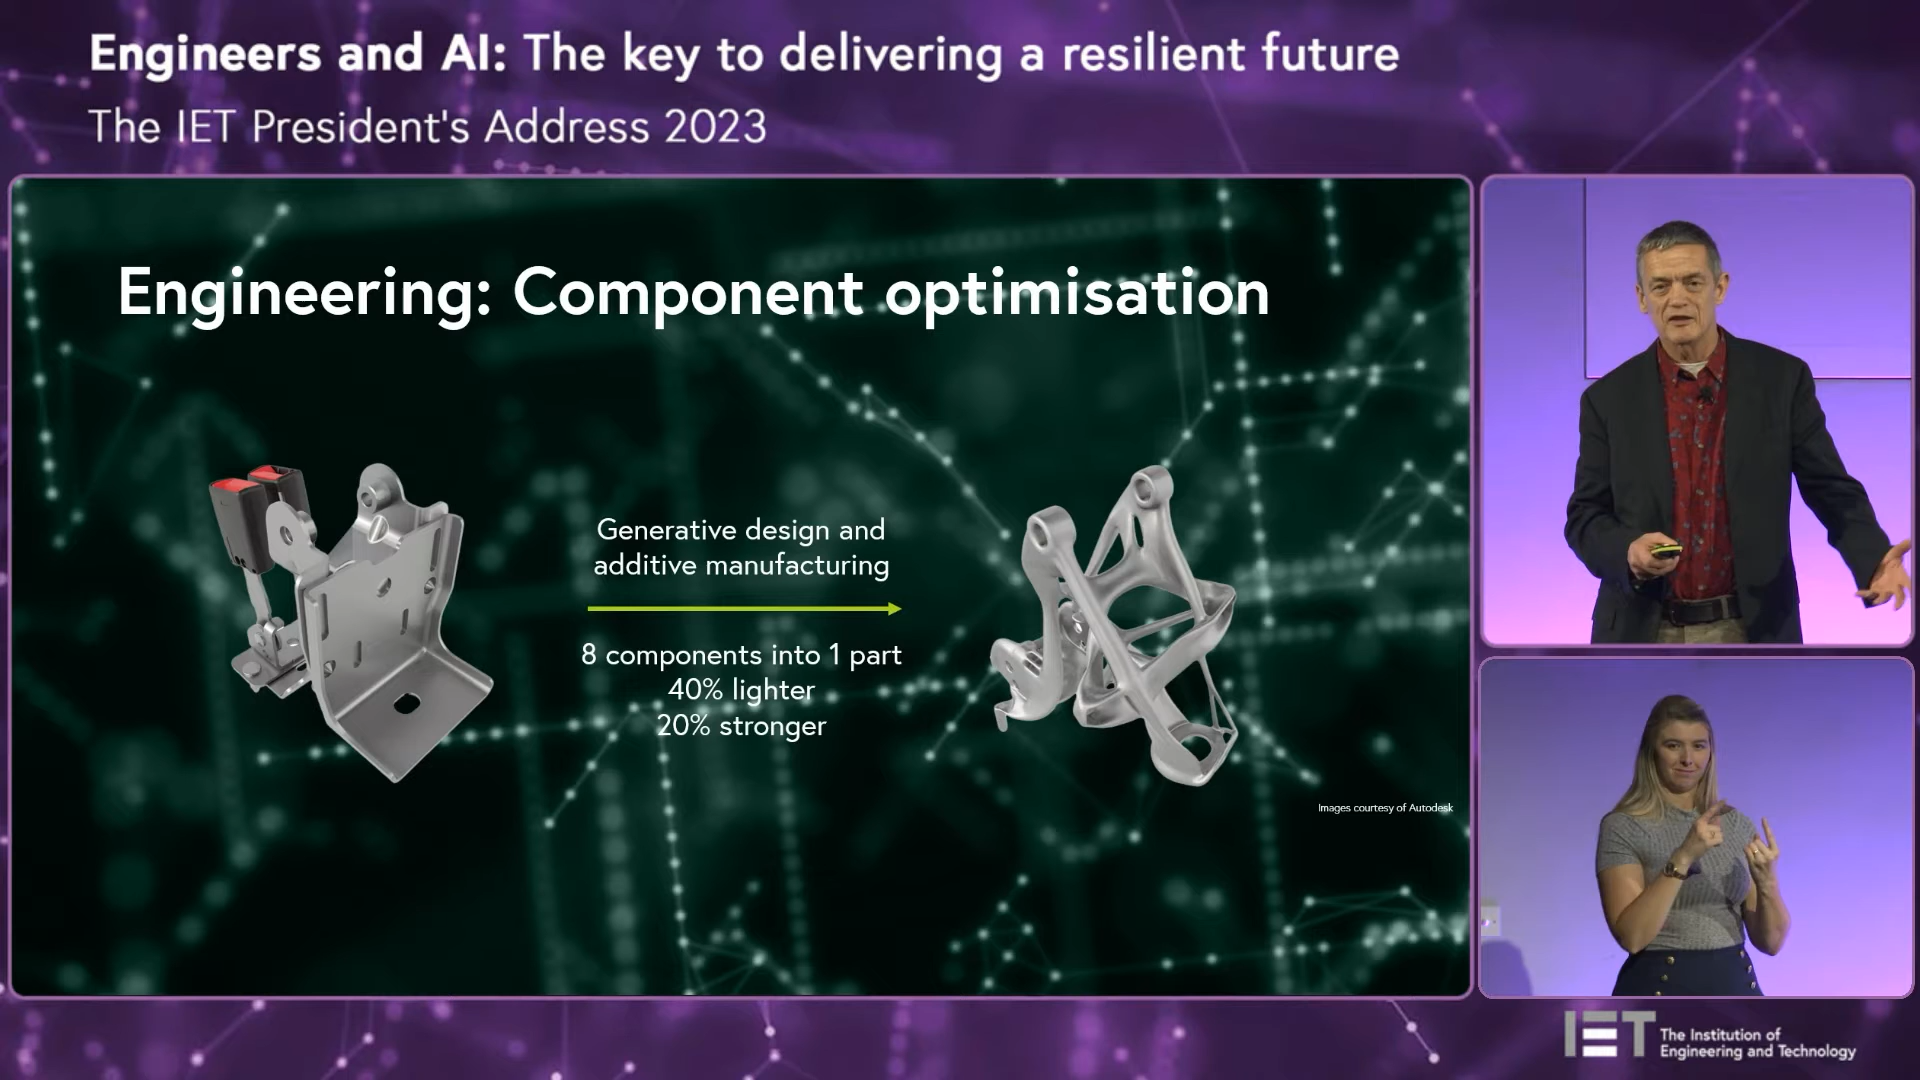 Engineers and AI: The key to delivering a resilient future
The IET President's Address 2023
Engineering: Component optimisation
Generative design and
additive manufacturing
8 components into 1 part
40% lighter
20% stronger
Images courtesy of Autodesk
IET The Institution of
Engineering and Technology